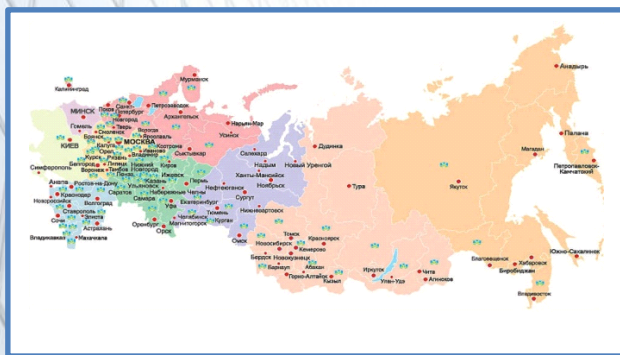 Анадырь
Мурманск
Калининград
Палана
Петрозаводск
Санкт-
Петербург
Псков
Архангельск
МИНСК
Новгород
Нарьян-Мар
Гомель
Смоленск
Тверь
Вологда
Усинск
Магадан
Петропавловск-
Камчатский
Брянск
Ярославль
Дудинка
КИЕВ
Калуга
МОСКВА
Кострома
Сыктывкар
Салехард
Орел
Рязань
Иваново
Владимир
Киров
Надым
Новый Уренгой
Курск
Липецк
Нижний
Новгород
Ханты-Мансийск
Якутск
Симферополь
Белгород
Воронеж
Тамбов
Пенза
Казань
Ижевск
Пермь
Ноябрьск
Тура
Анапа
Ростов-на-Дону
Ульяновск
Нефтеюганск
Краснодар
Саратов
Набережные Челны
Сургут
Новороссийск
Волгоград
Самара
Уфа
Екатеринбург
Тюмень
Нижневартовск
Ставрополь
Элиста
Челябинск
Курган
Сочи
Оренбург
Магнитогорск
Астрахань
Орск
Омск
Томск
Владикавказ
Махачкала
Новосибирск
Красноярск
Кемерово
Южно-Сахалинск
Бердск
Новокузнецк
Благовещенск
Хабаровск
Барнаул
Абакан
Иркутск
Чита
Биробиджан
Горно-Алтайск
Кызыл
Улан-Удэ
Агинское
Владивосток